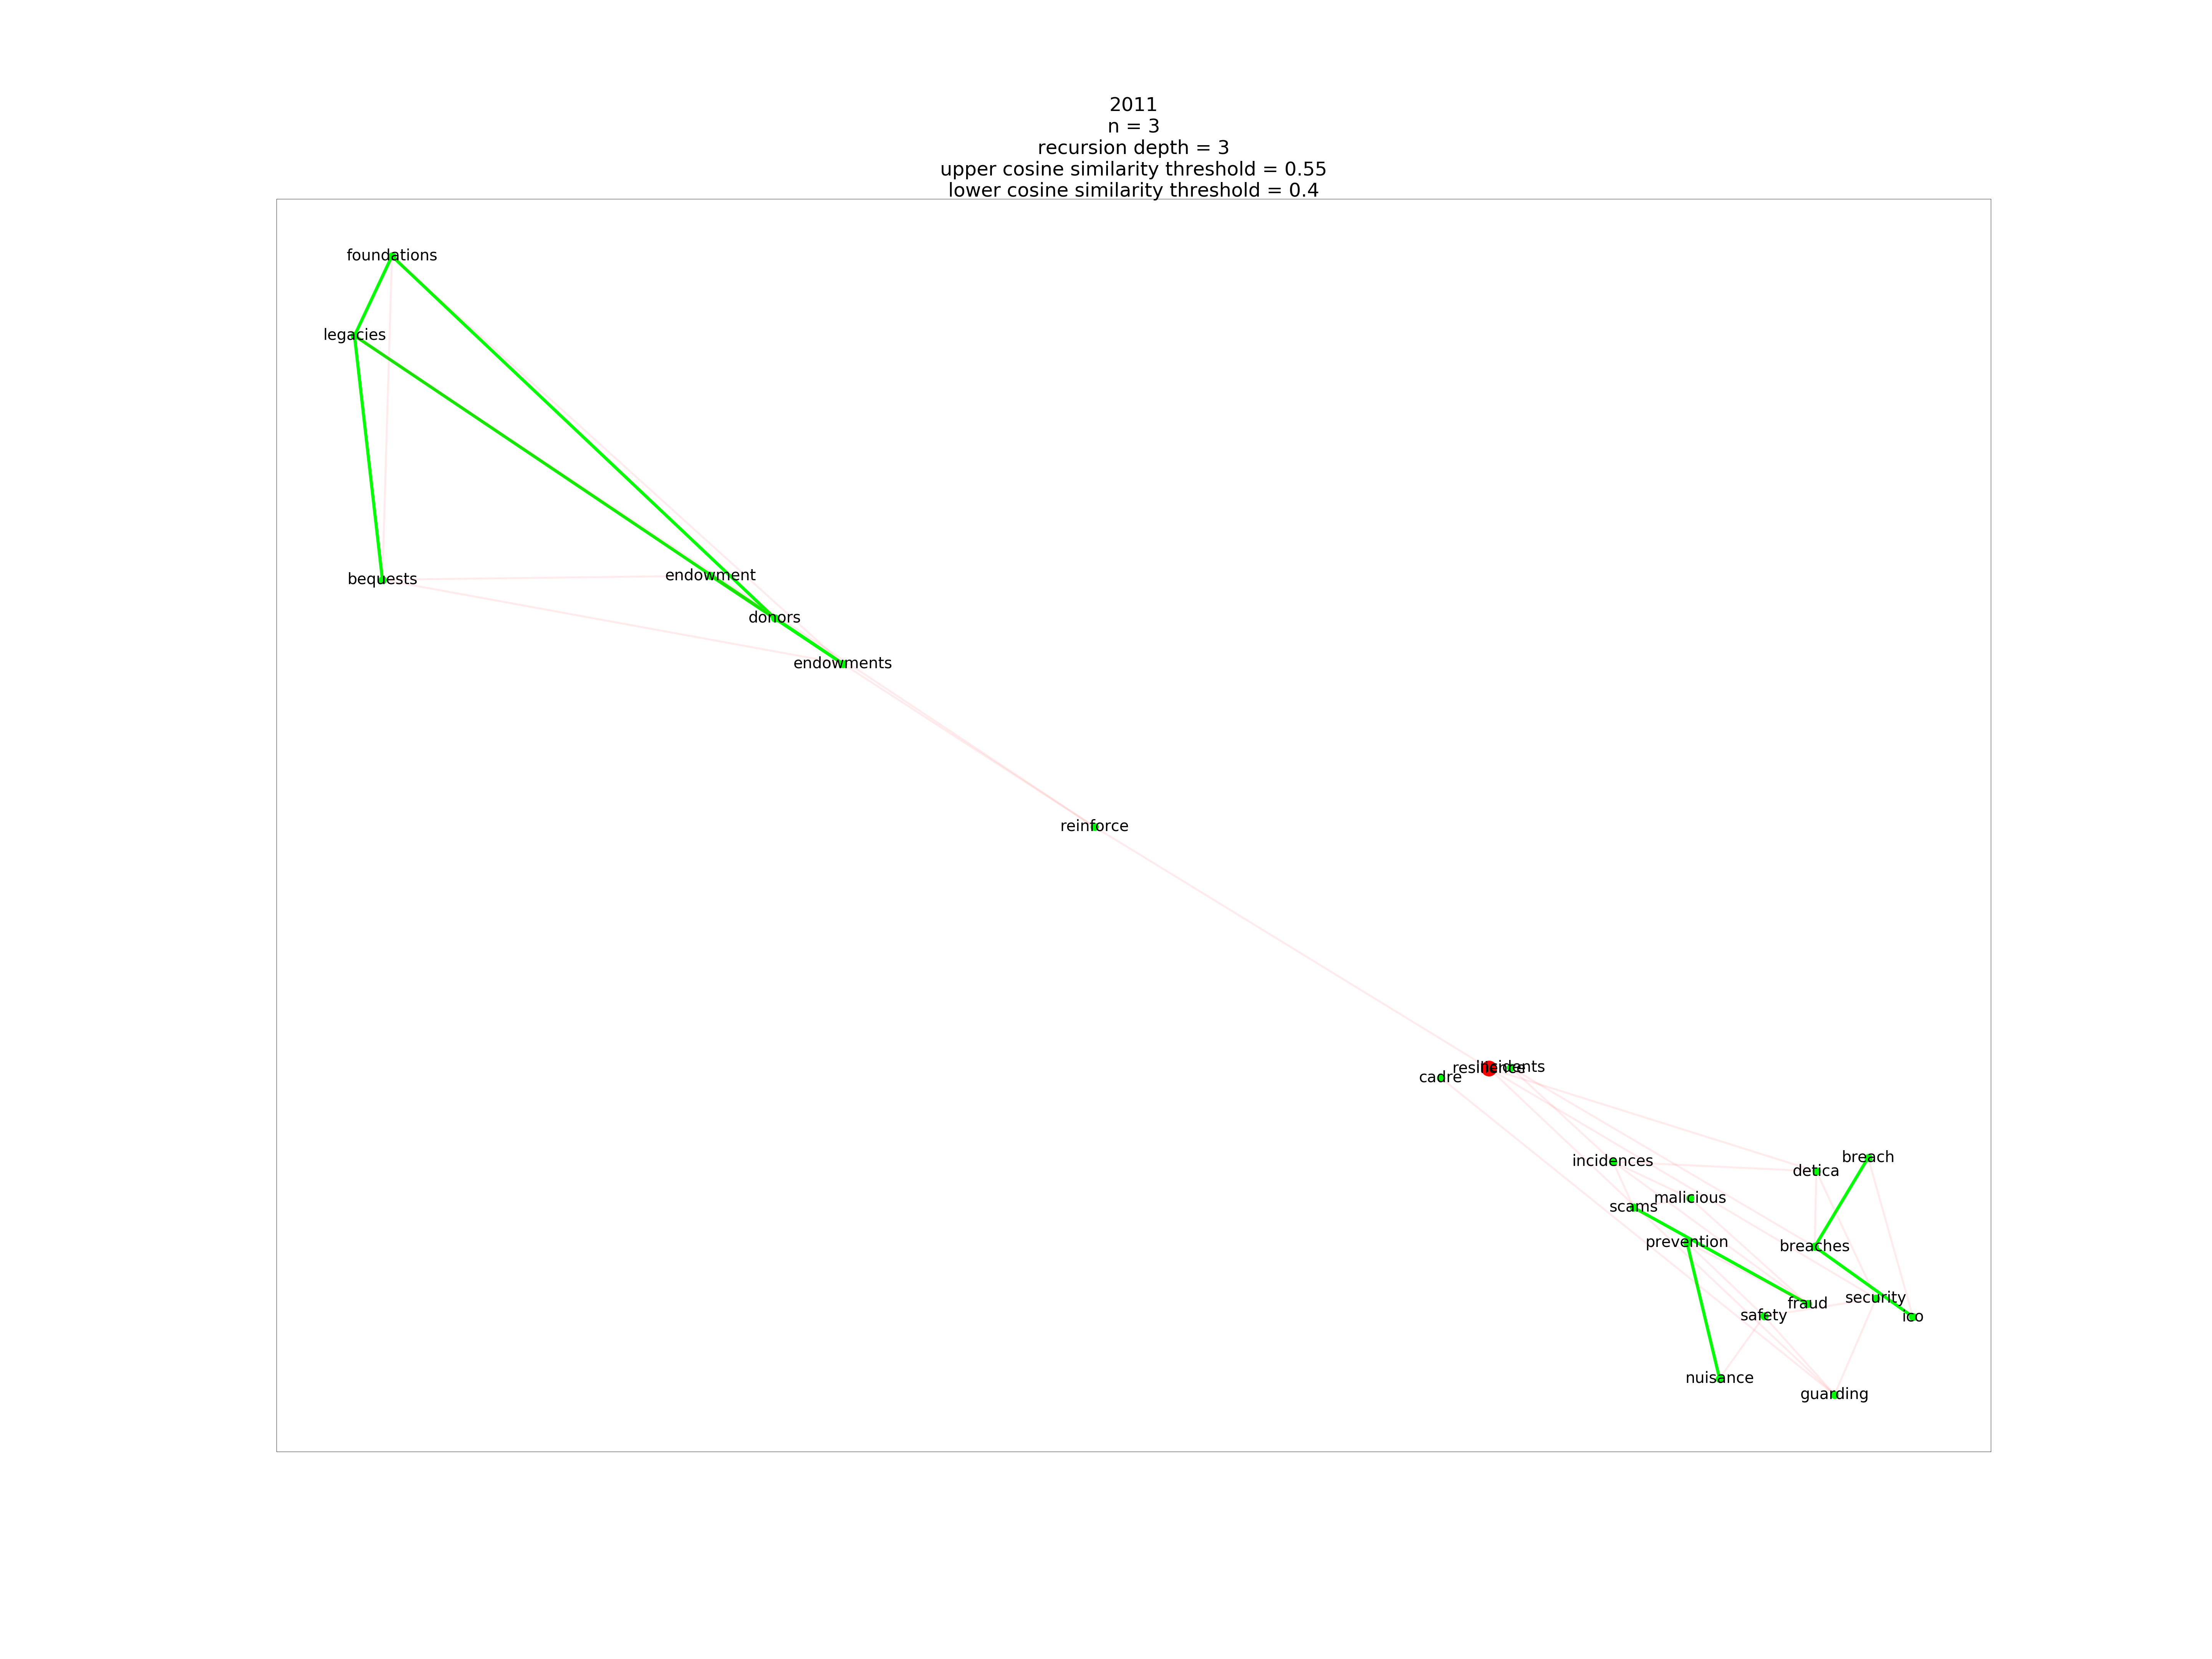 2011
n = 3
recursion depth = 3
upper cosine similarity threshold = 0.55
lower cosine similarity threshold = 0.4
foundations
legacies
bequests
endowment
donors
endowments
reinforce
resilience
incidents
cadre
incidences
breach
detica
malicious
scams
prevention
breaches
security
fraud
safety
ico
nuisance
guarding